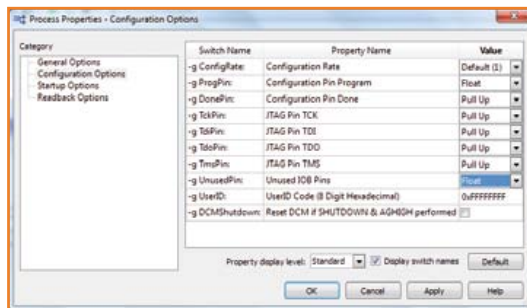 Process Properties - Configuration Options
Category
General Options
Configuration Options
Startup Options
Readback Options
Switch Name Property Name Value
-g ConfigRate: Configuration Rate Default (1)
-g ProgPin: Configuration Pin Program Float
-g DonePin: Configuration Pin Done Pull Up
-g TckPin: JTAG Pin TCK Pull Up
-g TdiPin: JTAG Pin TDI Pull Up
-g TdoPin: JTAG Pin TDO Pull Up
-g TmsPin: JTAG Pin TMS Pull Up
-g UnusedPin: Unused IOB Pins Float
-g UserID: UserID Code (8 Digit Hexadecimal) 0xFFFFFFFF
-g DCMShutdown: Reset DCM if SHUTDOWN & AGHIGH performed
Property display level: Standard Display switch names Default
OK Cancel Apply Help